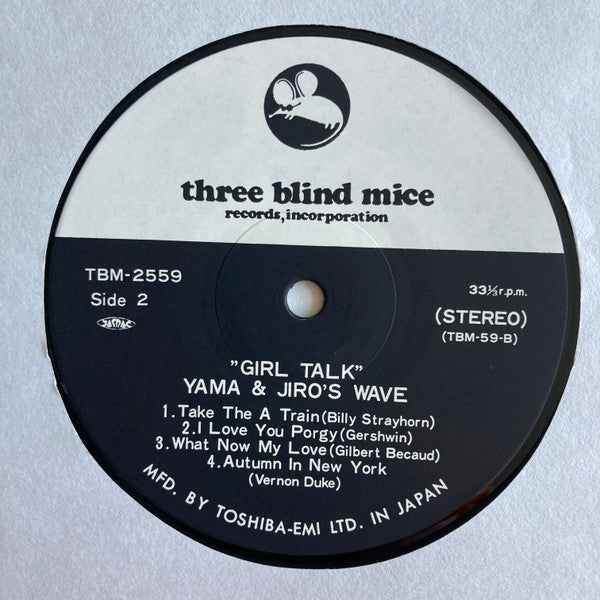 three blind mice
records, incorporation
TBM-2559
Side 2
JASRAC
33⅓r.p.m.
(STEREO)
(TBM-59-B)
"GIRL TALK"
YAMA & JIRO'S WAVE
1.Take The A Train(Billy Strayhorn)
2.I Love You Porgy(Gershwin)
3.What Now My Love(Gilbert Becaud)
4.Autumn In New York
(Vernon Duke)
MFD. BY TOSHIBA-EMI LTD. IN JAPAN